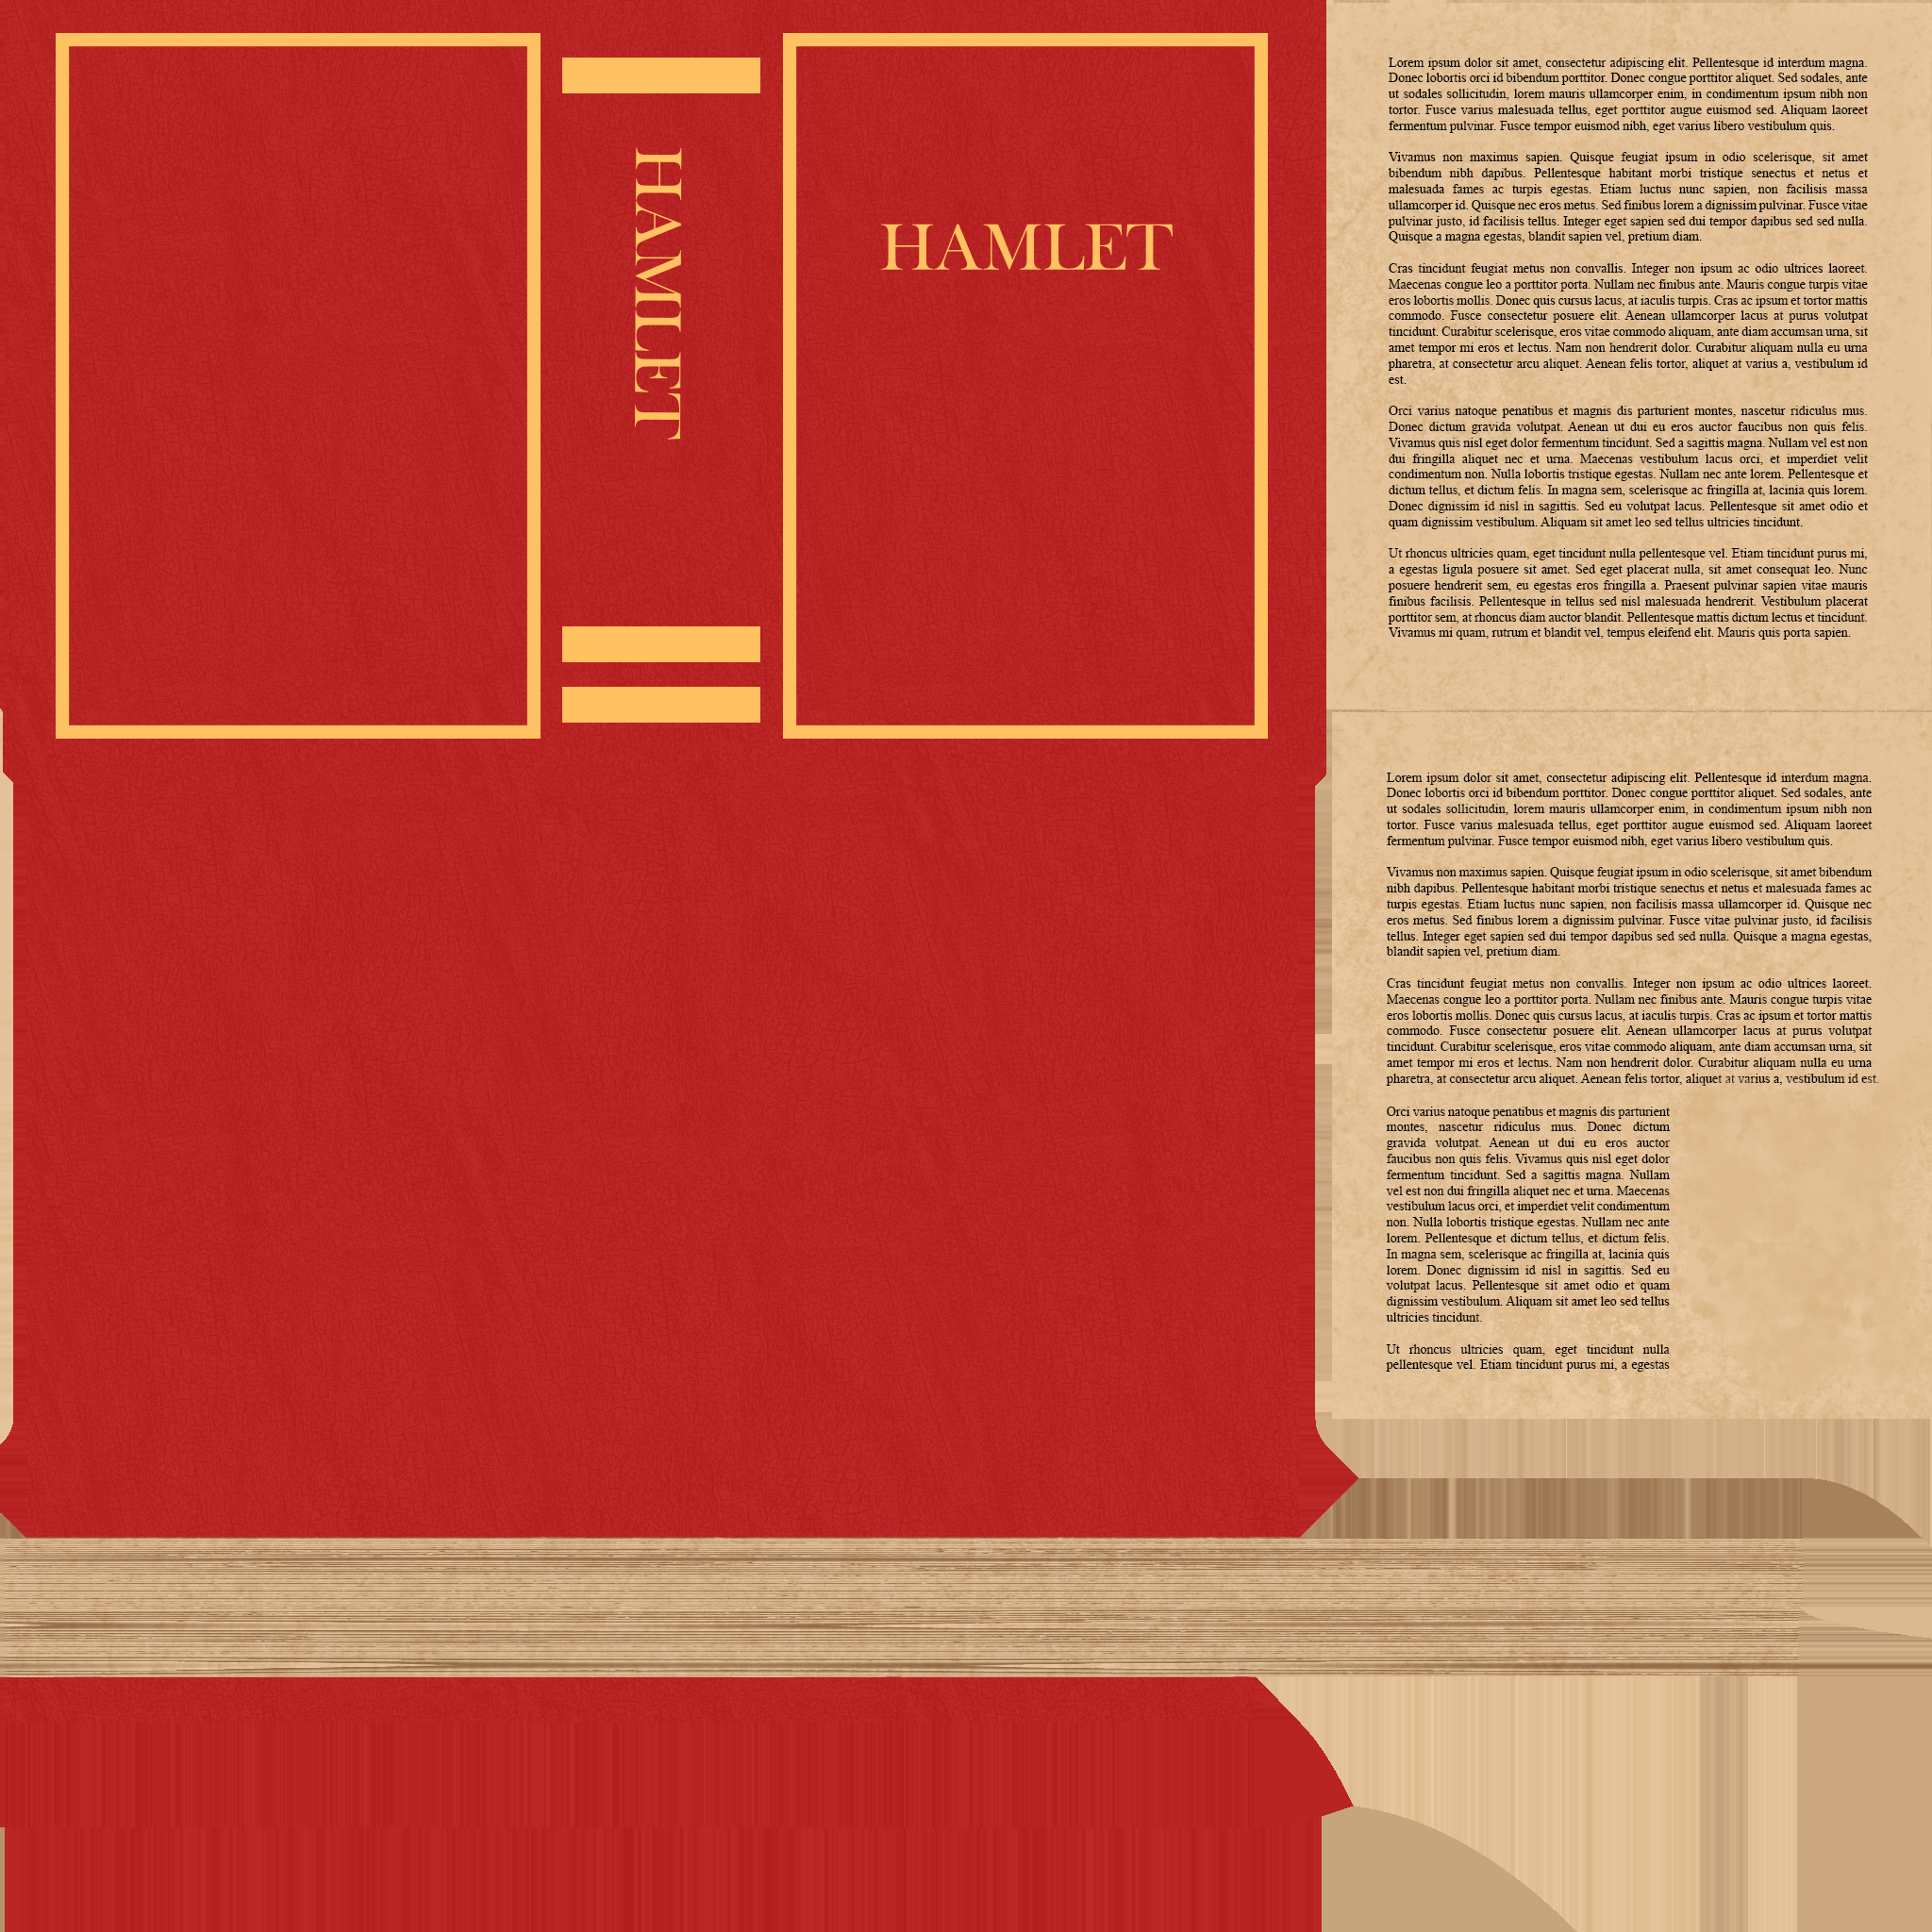 HAMLET
HAMLET
Lorem ipsum dolor sit amet, consectetur adipiscing elit. Pellentesque id interdum magna.
Donec lobortis orci id bibendum porttitor. Donec congue porttitor aliquet. Sed sodales, ante
ut sodales sollicitudin, lorem mauris ullamcorper enim, in condimentum ipsum nibh non
tortor. Fusce varius malesuada tellus, eget porttitor augue euismod sed. Aliquam laoreet
fermentum pulvinar. Fusce tempor euismod nibh, eget varius libero vestibulum quis.
Vivamus non maximus sapien. Quisque feugiat ipsum in odio scelerisque, sit amet
bibendum nibh dapibus. Pellentesque habitant morbi tristique senectus et netus et
malesuada fames ac turpis egestas. Etiam luctus nunc sapien, non facilisis massa
ullamcorper id. Quisque nec eros metus. Sed finibus lorem a dignissim pulvinar. Fusce vitae
pulvinar justo, id facilisis tellus. Integer eget sapien sed dui tempor dapibus sed sed nulla.
Quisque a magna egestas, blandit sapien vel, pretium diam.
Cras tincidunt feugiat metus non convallis. Integer non ipsum ac odio ultrices laoreet.
Maecenas congue leo a porttitor porta. Nullam nec finibus ante. Mauris congue turpis vitae
eros lobortis mollis. Donec quis cursus lacus, at iaculis turpis. Cras ac ipsum et tortor mattis
commodo. Fusce consectetur posuere elit. Aenean ullamcorper lacus at purus volutpat
tincidunt. Curabitur scelerisque, eros vitae commodo aliquam, ante diam accumsan urna, sit
amet tempor mi eros et lectus. Nam non hendrerit dolor. Curabitur aliquam nulla eu urna
pharetra, at consectetur arcu aliquet. Aenean felis tortor, aliquet at varius a, vestibulum id
est.
Orci varius natoque penatibus et magnis dis parturient montes, nascetur ridiculus mus.
Donec dictum gravida volutpat. Aenean ut dui eu eros auctor faucibus non quis felis.
Vivamus quis nisl eget dolor fermentum tincidunt. Sed a sagittis magna. Nullam vel est non
dui fringilla aliquet nec et urna. Maecenas vestibulum lacus orci, et imperdiet velit
condimentum non. Nulla lobortis tristique egestas. Nullam nec ante lorem. Pellentesque et
dictum tellus, et dictum felis. In magna sem, scelerisque ac fringilla at, lacinia quis lorem.
Donec dignissim id nisl in sagittis. Sed eu volutpat lacus. Pellentesque sit amet odio et
quam dignissim vestibulum. Aliquam sit amet leo sed tellus ultricies tincidunt.
Ut rhoncus ultricies quam, eget tincidunt nulla pellentesque vel. Etiam tincidunt purus mi,
a egestas ligula posuere sit amet. Sed eget placerat nulla, sit amet consequat leo. Nunc
posuere hendrerit sem, eu egestas eros fringilla a. Praesent pulvinar sapien vitae mauris
finibus facilisis. Pellentesque in tellus sed nisl malesuada hendrerit. Vestibulum placerat
porttitor sem, at rhoncus diam auctor blandit. Pellentesque mattis dictum lectus et tincidunt.
Vivamus mi quam, rutrum et blandit vel, tempus eleifend elit. Mauris quis porta sapien.
Lorem ipsum dolor sit amet, consectetur adipiscing elit. Pellentesque id interdum magna.
Donec lobortis orci id bibendum porttitor. Donec congue porttitor aliquet. Sed sodales, ante
ut sodales sollicitudin, lorem mauris ullamcorper enim, in condimentum ipsum nibh non
tortor. Fusce varius malesuada tellus, eget porttitor augue euismod sed. Aliquam laoreet
fermentum pulvinar. Fusce tempor euismod nibh, eget varius libero vestibulum quis.
Vivamus non maximus sapien. Quisque feugiat ipsum in odio scelerisque, sit amet bibendum
nibh dapibus. Pellentesque habitant morbi tristique senectus et netus et malesuada fames ac
turpis egestas. Etiam luctus nunc sapien, non facilisis massa ullamcorper id. Quisque nec
eros metus. Sed finibus lorem a dignissim pulvinar. Fusce vitae pulvinar justo, id facilisis
tellus. Integer eget sapien sed dui tempor dapibus sed sed nulla. Quisque a magna egestas,
blandit sapien vel, pretium diam.
Cras tincidunt feugiat metus non convallis. Integer non ipsum ac odio ultrices laoreet.
Maecenas congue leo a porttitor porta. Nullam nec finibus ante. Mauris congue turpis vitae
eros lobortis mollis. Donec quis cursus lacus, at iaculis turpis. Cras ac ipsum et tortor mattis
commodo. Fusce consectetur posuere elit. Aenean ullamcorper lacus at purus volutpat
tincidunt. Curabitur scelerisque, eros vitae commodo aliquam, ante diam accumsan urna, sit
amet tempor mi eros et lectus. Nam non hendrerit dolor. Curabitur aliquam nulla eu urna
pharetra, at consectetur arcu aliquet. Aenean felis tortor, aliquet at varius a, vestibulum id est.
Orci varius natoque penatibus et magnis dis parturient
montes, nascetur ridiculus mus. Donec dictum
gravida volutpat. Aenean ut dui eu eros auctor
faucibus non quis felis. Vivamus quis nisl eget dolor
fermentum tincidunt. Sed a sagittis magna. Nullam
vel est non dui fringilla aliquet nec et urna. Maecenas
vestibulum lacus orci, et imperdiet velit condimentum
non. Nulla lobortis tristique egestas. Nullam nec ante
lorem. Pellentesque et dictum tellus, et dictum felis.
In magna sem, scelerisque ac fringilla at, lacinia quis
lorem. Donec dignissim id nisl in sagittis. Sed eu
volutpat lacus. Pellentesque sit amet odio et quam
dignissim vestibulum. Aliquam sit amet leo sed tellus
ultricies tincidunt.
Ut rhoncus ultricies quam, eget tincidunt nulla
pellentesque vel. Etiam tincidunt purus mi, a egestas